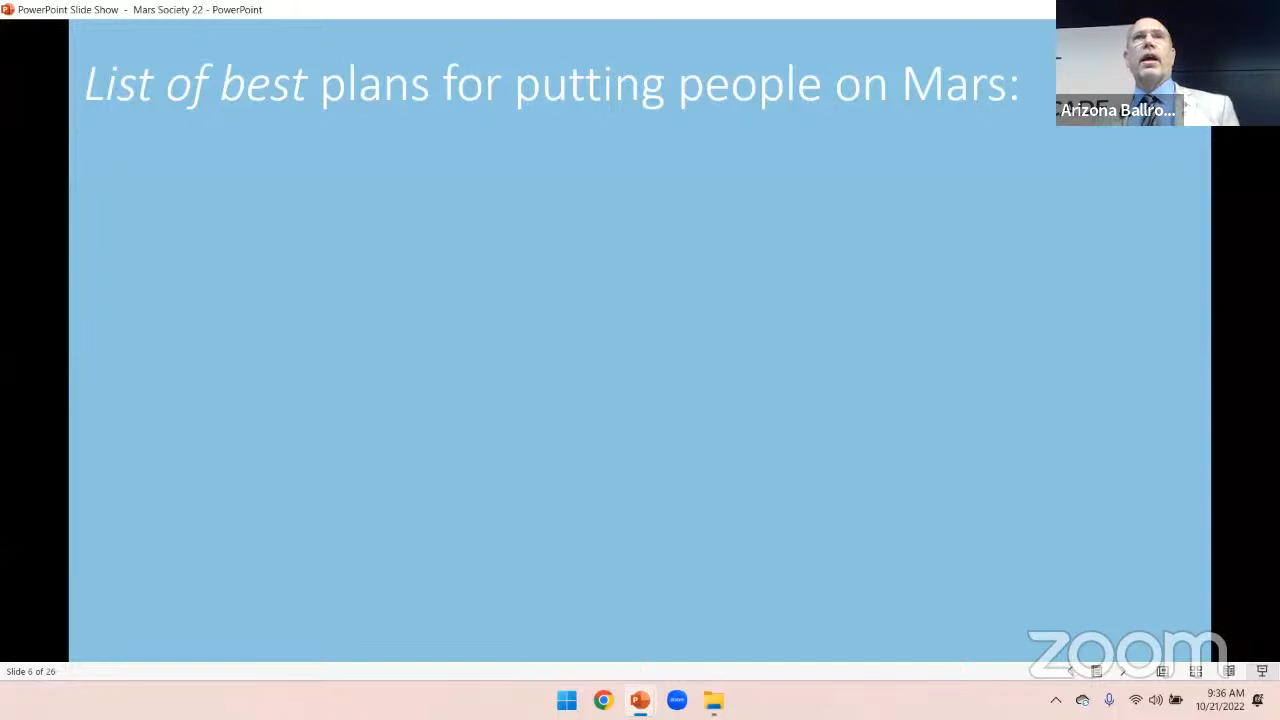 PowerPoint Slide Show - Mars Society 22 - PowerPoint
List of best plans for putting people on Mars:
Arizona Ballro...
zoom
Slide 6 of 26
zoom
9:36 AM
10/21/2022